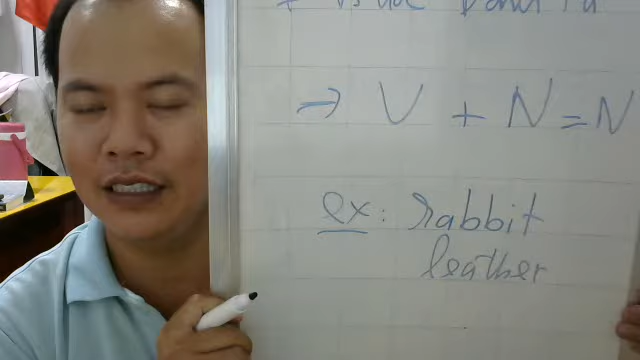 ⇒ V + N = N
ex: rabbit
leather